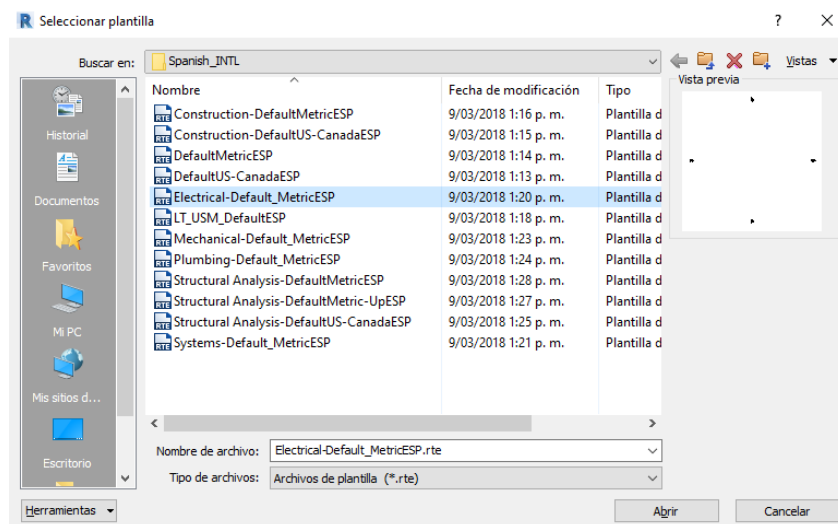 Seleccionar plantilla
Buscar en: Spanish_INTL Vistas
Vista previa
Historial
Documentos
Favoritos
Mi PC
Mis sitios d...
Escritorio
Nombre Fecha de modificación Tipo
Construction-DefaultMetricESP 9/03/2018 1:16 p. m. Plantilla d
Construction-DefaultUS-CanadaESP 9/03/2018 1:15 p. m. Plantilla d
DefaultMetricESP 9/03/2018 1:14 p. m. Plantilla d
DefaultUS-CanadaESP 9/03/2018 1:13 p. m. Plantilla d
Electrical-Default_MetricESP 9/03/2018 1:20 p. m. Plantilla d
LT_USM_DefaultESP 9/03/2018 1:18 p. m. Plantilla d
Mechanical-Default_MetricESP 9/03/2018 1:23 p. m. Plantilla d
Plumbing-Default_MetricESP 9/03/2018 1:24 p. m. Plantilla d
Structural Analysis-DefaultMetricESP 9/03/2018 1:28 p. m. Plantilla d
Structural Analysis-DefaultMetric-UpESP 9/03/2018 1:27 p. m. Plantilla d
Structural Analysis-DefaultUS-CanadaESP 9/03/2018 1:25 p. m. Plantilla d
Systems-Default_MetricESP 9/03/2018 1:21 p. m. Plantilla d
Nombre de archivo: Electrical-Default_MetricESP.rte
Tipo de archivos: Archivos de plantilla (*.rte)
Herramientas Abrir Cancelar